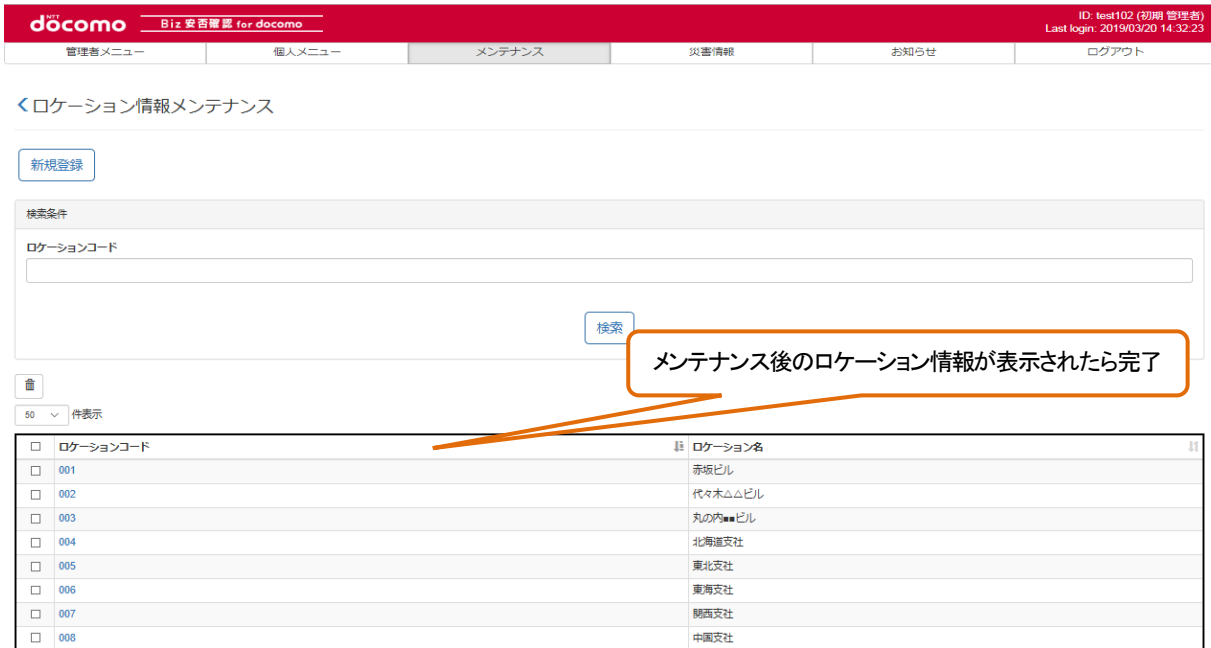 NTT
döcomo Biz 安否確認 for docomo
ID: test102 (初期 管理者)
Last login: 2019/03/20 14:32:23
管理者メニュー 個人メニュー メンテナンス 災害情報 お知らせ ログアウト
ロケーション情報メンテナンス
新規登録
検索条件
ロケーションコード
検索
メンテナンス後のロケーション情報が表示されたら完了
50 件表示
ロケーションコード ロケーション名
001 赤坂ビル
002 代々木△△ビル
003 丸の内■■ビル
004 北海道支社
005 東北支社
006 東海支社
007 関西支社
008 中国支社